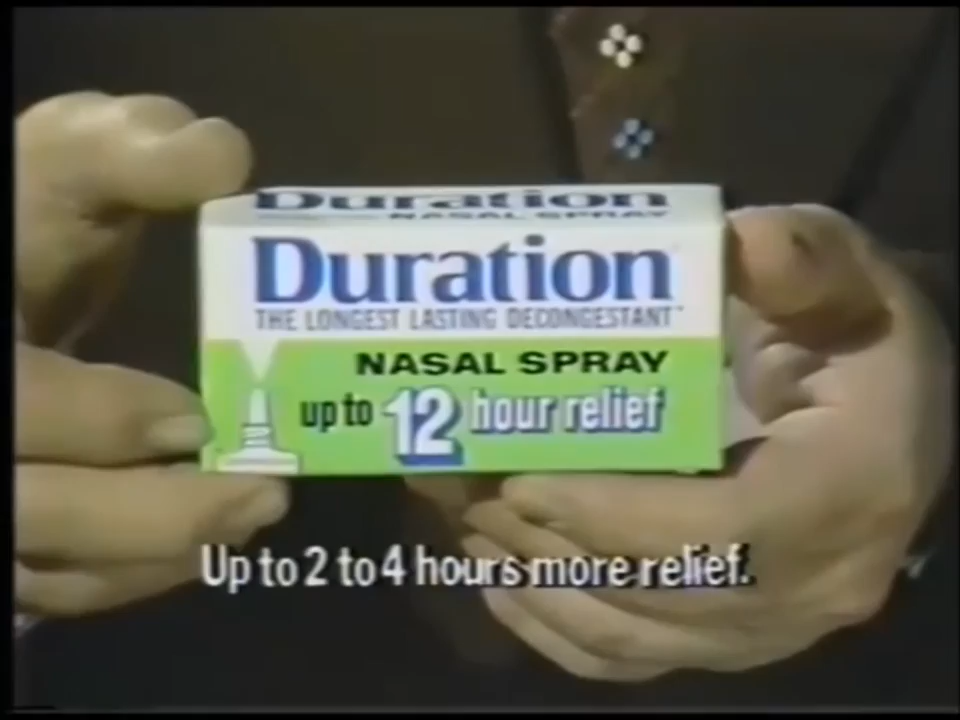 Duration
NASAL SPRAY
Duration
THE LONGEST LASTING DECONGESTANT
NASAL SPRAY
up to 12 hour relief
Up to 2 to 4 hours more relief.